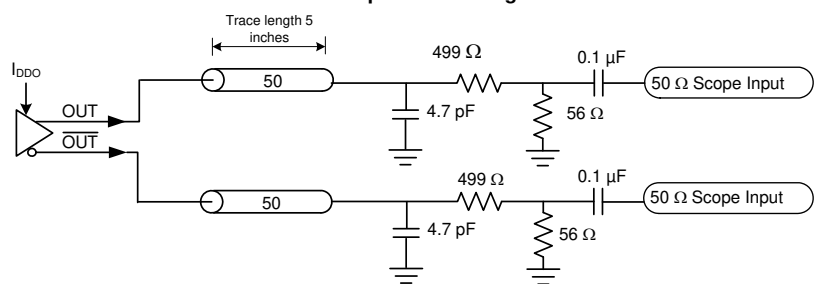 Trace length 5
inches
I_DDO
OUT
OUT
50
499 Ω
4.7 pF
56 Ω
0.1 µF
50 Ω Scope Input
50
499 Ω
4.7 pF
56 Ω
0.1 µF
50 Ω Scope Input